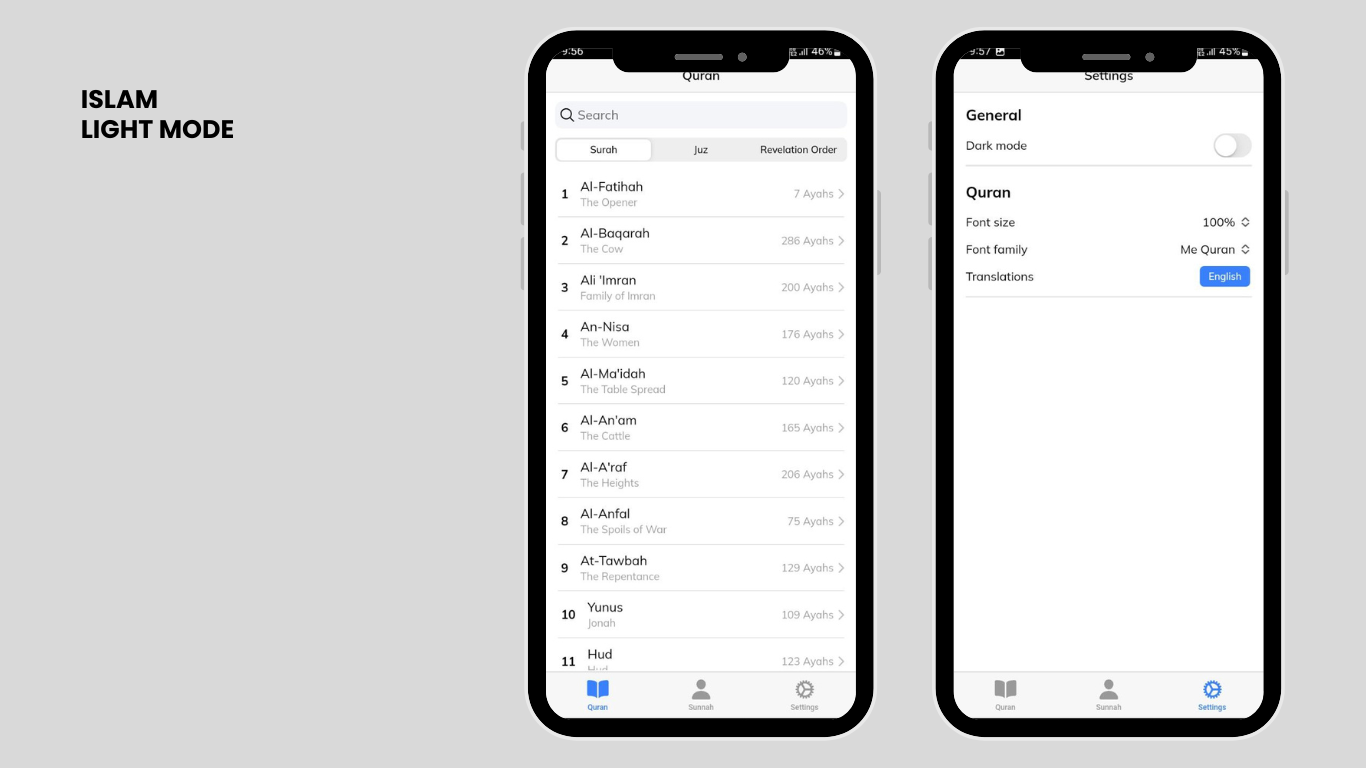 ISLAM
LIGHT MODE
9:56 46%
Quran
Search
Surah Juz Revelation Order
1 Al-Fatihah 7 Ayahs
The Opener
2 Al-Baqarah 286 Ayahs
The Cow
3 Ali 'Imran 200 Ayahs
Family of Imran
4 An-Nisa 176 Ayahs
The Women
5 Al-Ma'idah 120 Ayahs
The Table Spread
6 Al-An'am 165 Ayahs
The Cattle
7 Al-A'raf 206 Ayahs
The Heights
8 Al-Anfal 75 Ayahs
The Spoils of War
9 At-Tawbah 129 Ayahs
The Repentance
10 Yunus 109 Ayahs
Jonah
11 Hud 123 Ayahs
Hud
Quran Sunnah Settings
9:57 45%
Settings
General
Dark mode
Quran
Font size 100%
Font family Me Quran
Translations English
Quran Sunnah Settings